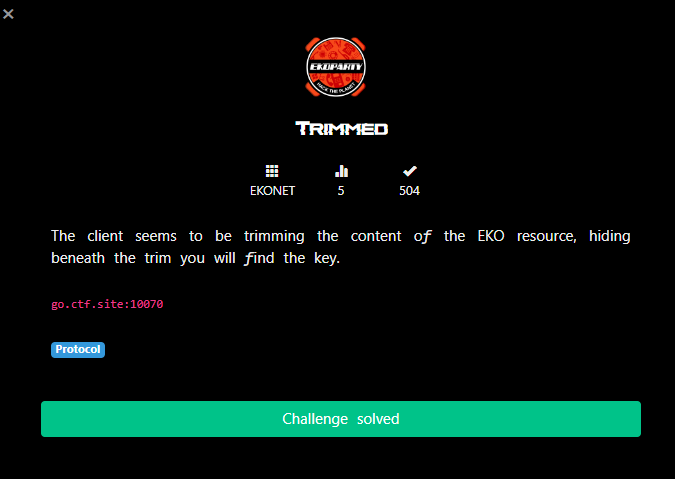 ×
EKOPARTY
HACK THE PLANET
Trimmed
EKONET 5 504
The client seems to be trimming the content of the EKO resource, hiding
beneath the trim you will find the key.
go.ctf.site:10070
Protocol
Challenge solved